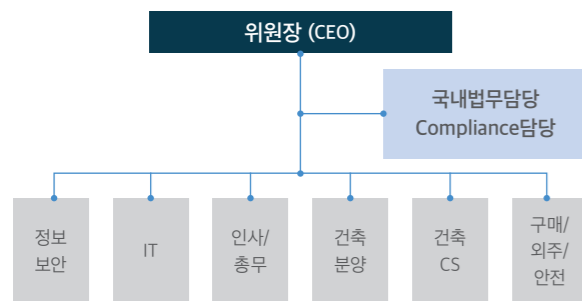 위원장 (CEO)
국내법무담당
Compliance담당
정보
보안
IT
인사/
총무
건축
분양
건축
CS
구매/
외주/
안전